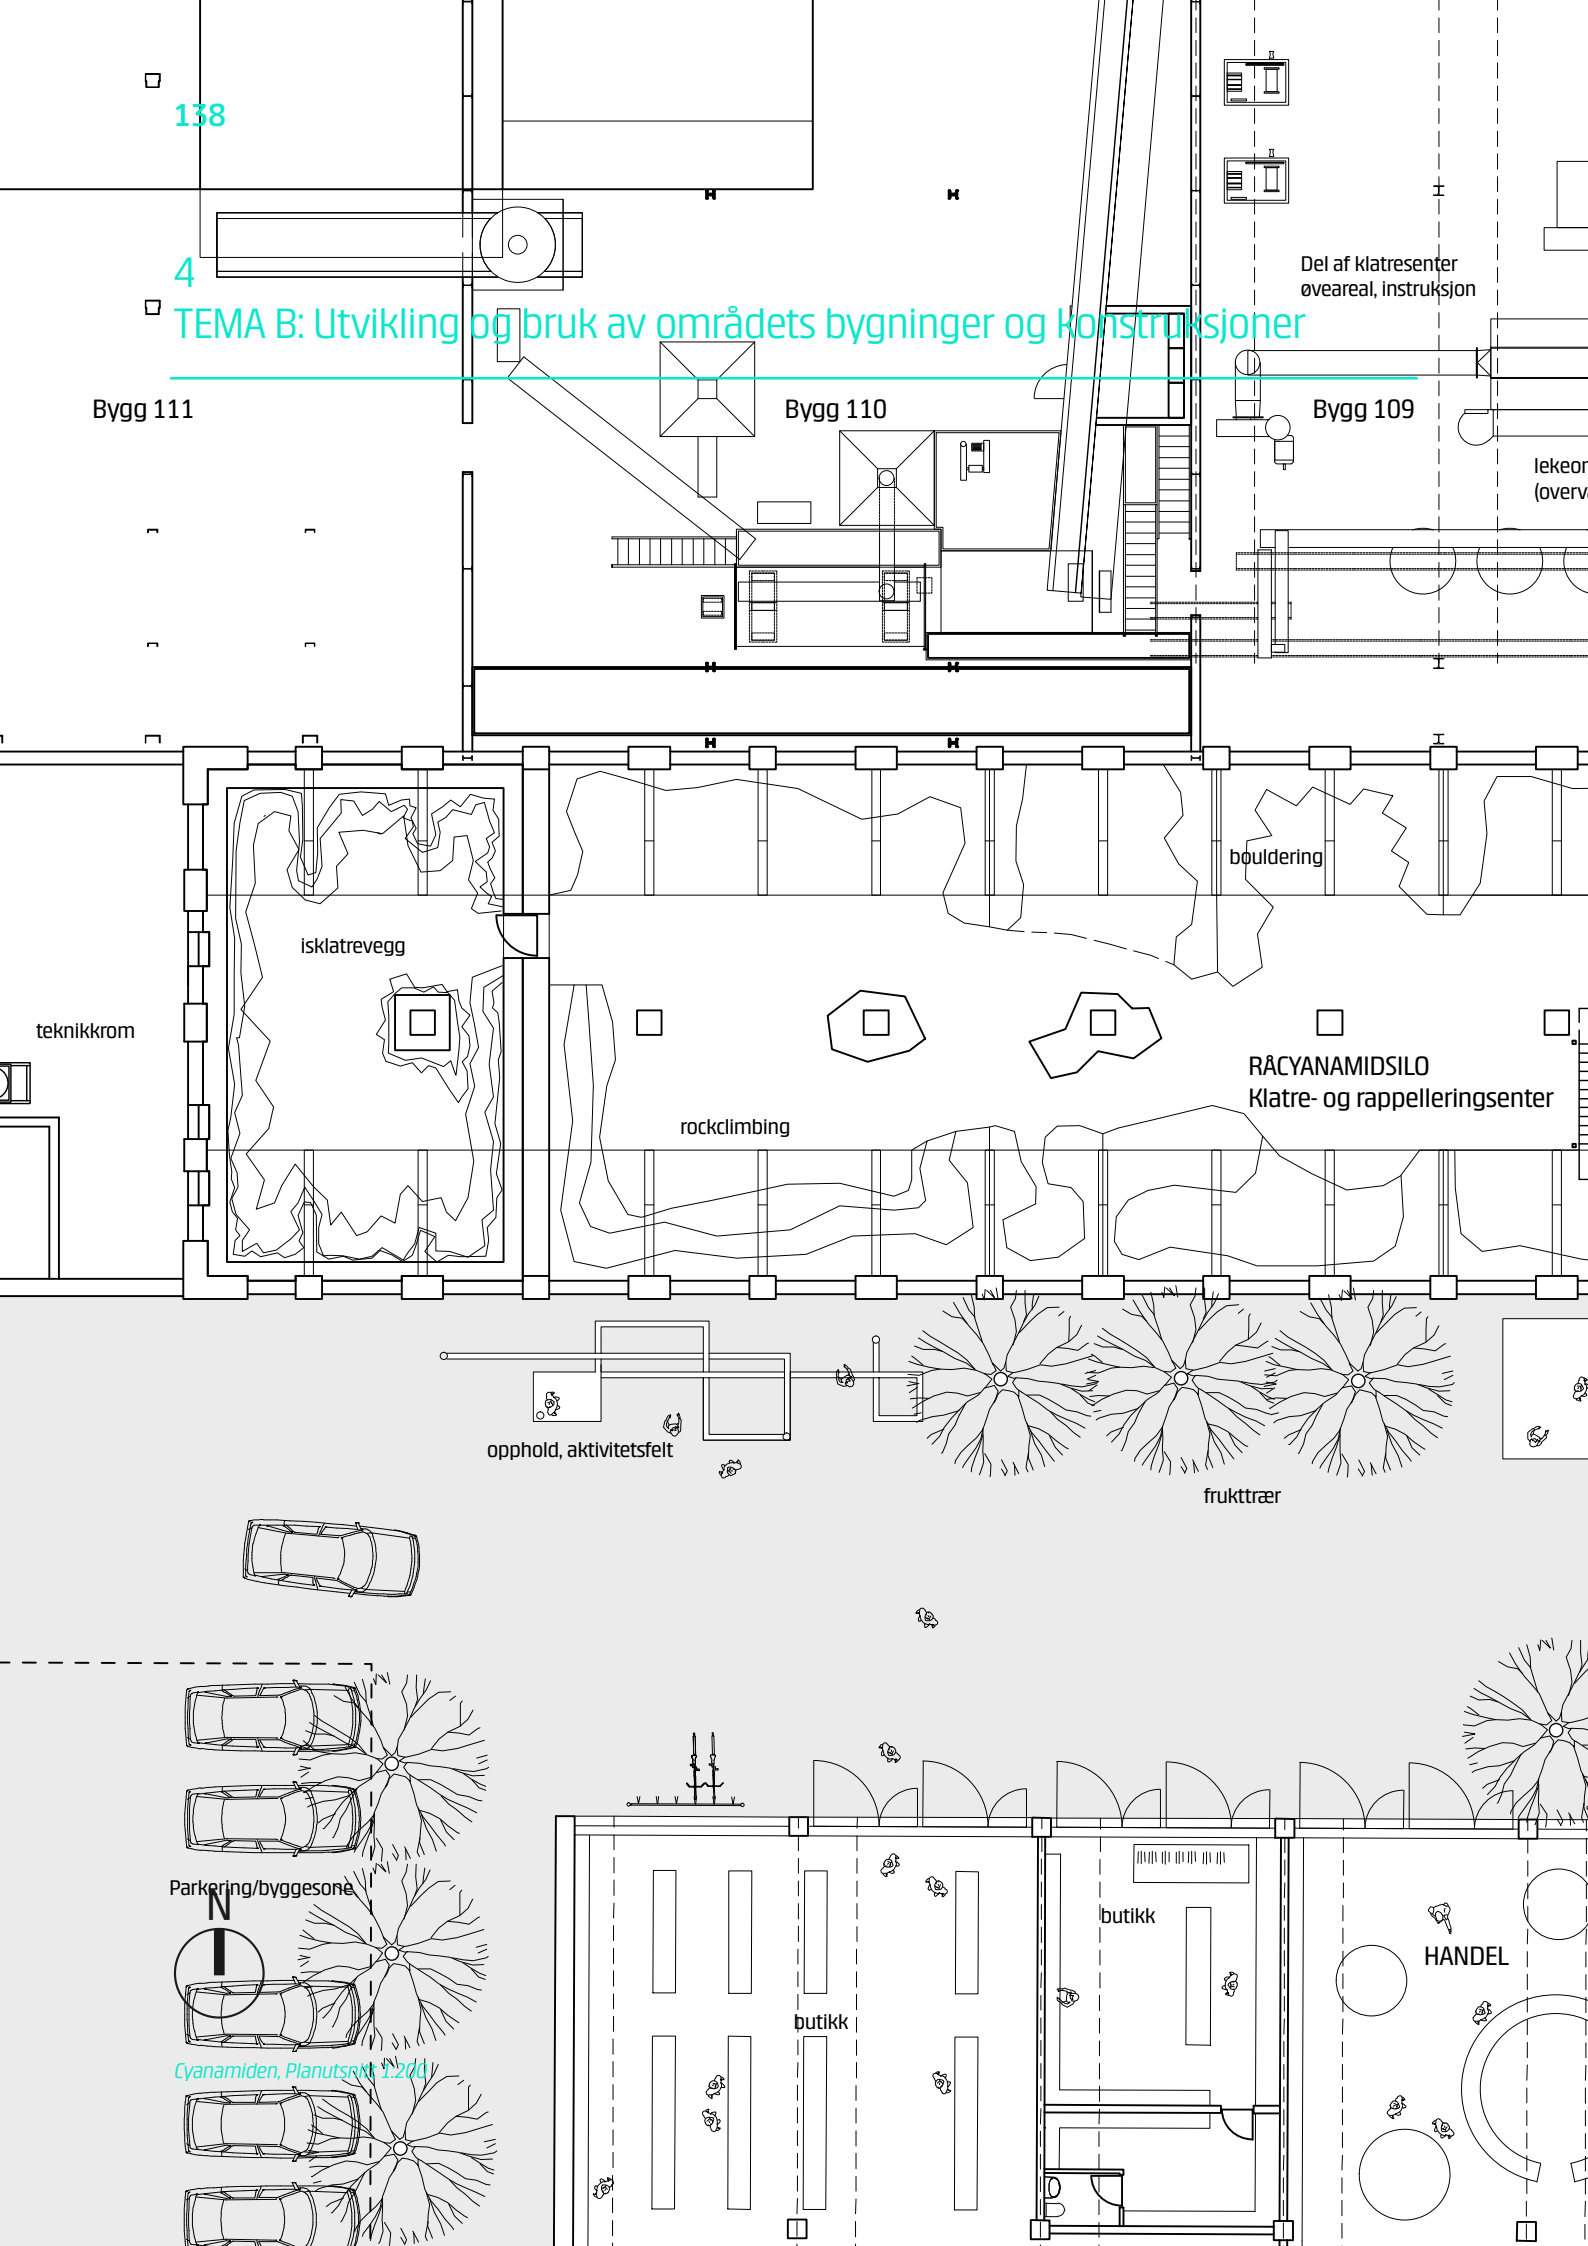 138
4
TEMA B: Utvikling og bruk av områdets bygninger og konstruksjoner
Del af klatresenter
øveareal, instruksjon
Bygg 111
Bygg 110
Bygg 109
(overv
bouldering
isklatrevegg
teknikkrom
RÅCYANAMIDSILO
Klatre- og rappelleringsenter
rockclimbing
opphold, aktivitetsfelt
frukttrær
Parkering/byggesone
N
butikk
HANDEL
butikk
Cyanamiden, Planutsnitt 1:200